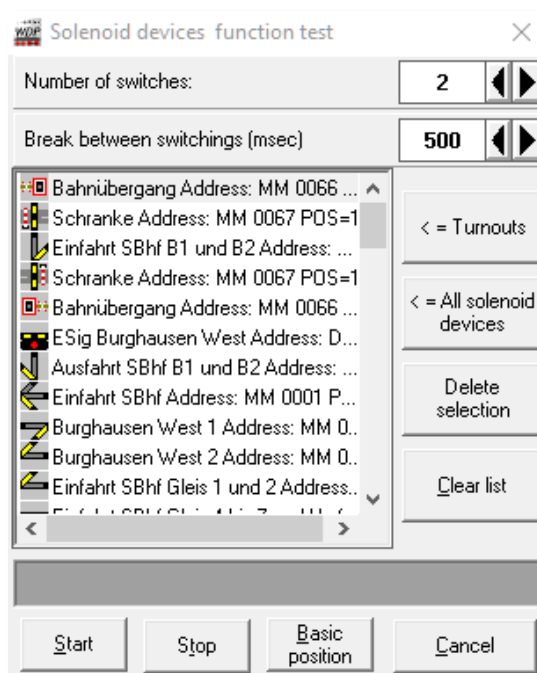 WDP Solenoid devices function test
Number of switches: 2
Break between switchings (msec) 500
Bahnübergang Address: MM 0066 ...
Schranke Address: MM 0067 POS=1
Einfahrt SBhf B1 und B2 Address: ...
Schranke Address: MM 0067 POS=1
Bahnübergang Address: MM 0066 ...
ESig Burghausen West Address: D...
Ausfahrt SBhf B1 und B2 Address: ...
Einfahrt SBhf Address: MM 0001 P...
Burghausen West 1 Address: MM 0..
Burghausen West 2 Address: MM 0..
Einfahrt SBhf Gleis 1 und 2 Address..
< = Turnouts
< = All solenoid
devices
Delete
selection
Clear list
Start
Stop
Basic
position
Cancel